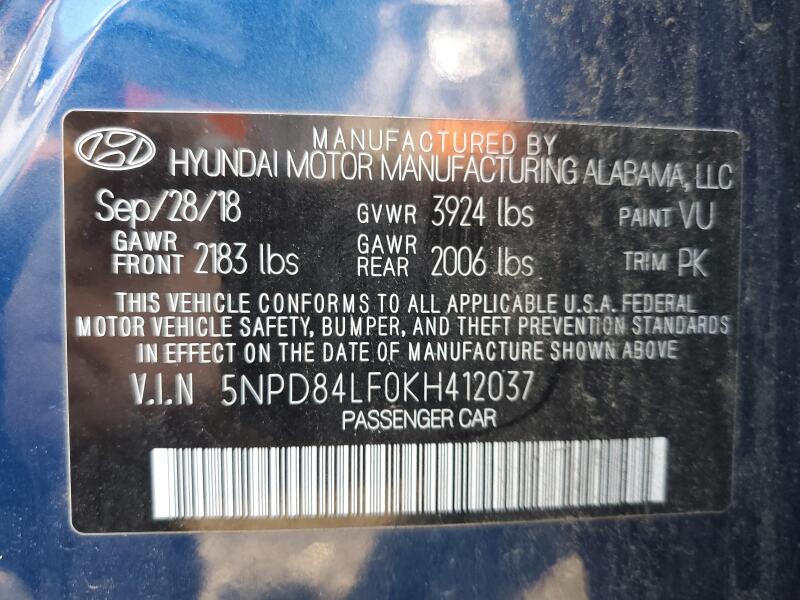 MANUFACTURED BY
HYUNDAI MOTOR MANUFACTURING ALABAMA, LLC
Sep/28/18 GVWR 3924 lbs PAINT VU
GAWR FRONT 2183 lbs GAWR REAR 2006 lbs TRIM PK
THIS VEHICLE CONFORMS TO ALL APPLICABLE U.S.A. FEDERAL
MOTOR VEHICLE SAFETY, BUMPER, AND THEFT PREVENTION STANDARDS
IN EFFECT ON THE DATE OF MANUFACTURE SHOWN ABOVE
V.I.N 5NPD84LF0KH412037
PASSENGER CAR